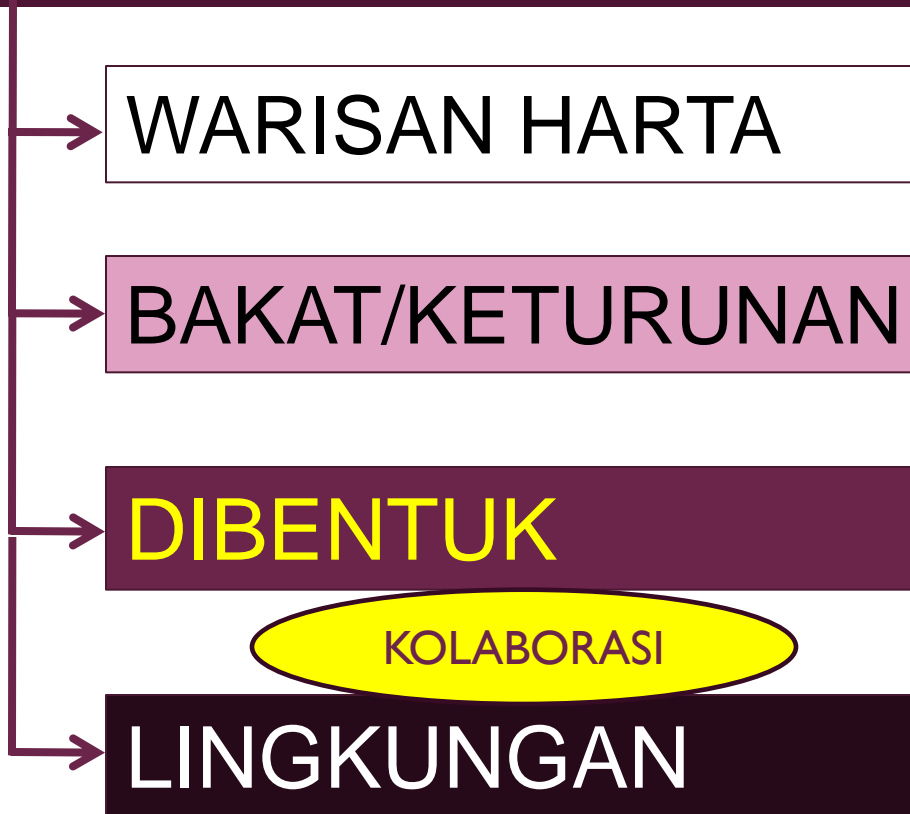 WARISAN HARTA
BAKAT/KETURUNAN
DIBENTUK
KOLABORASI
LINGKUNGAN